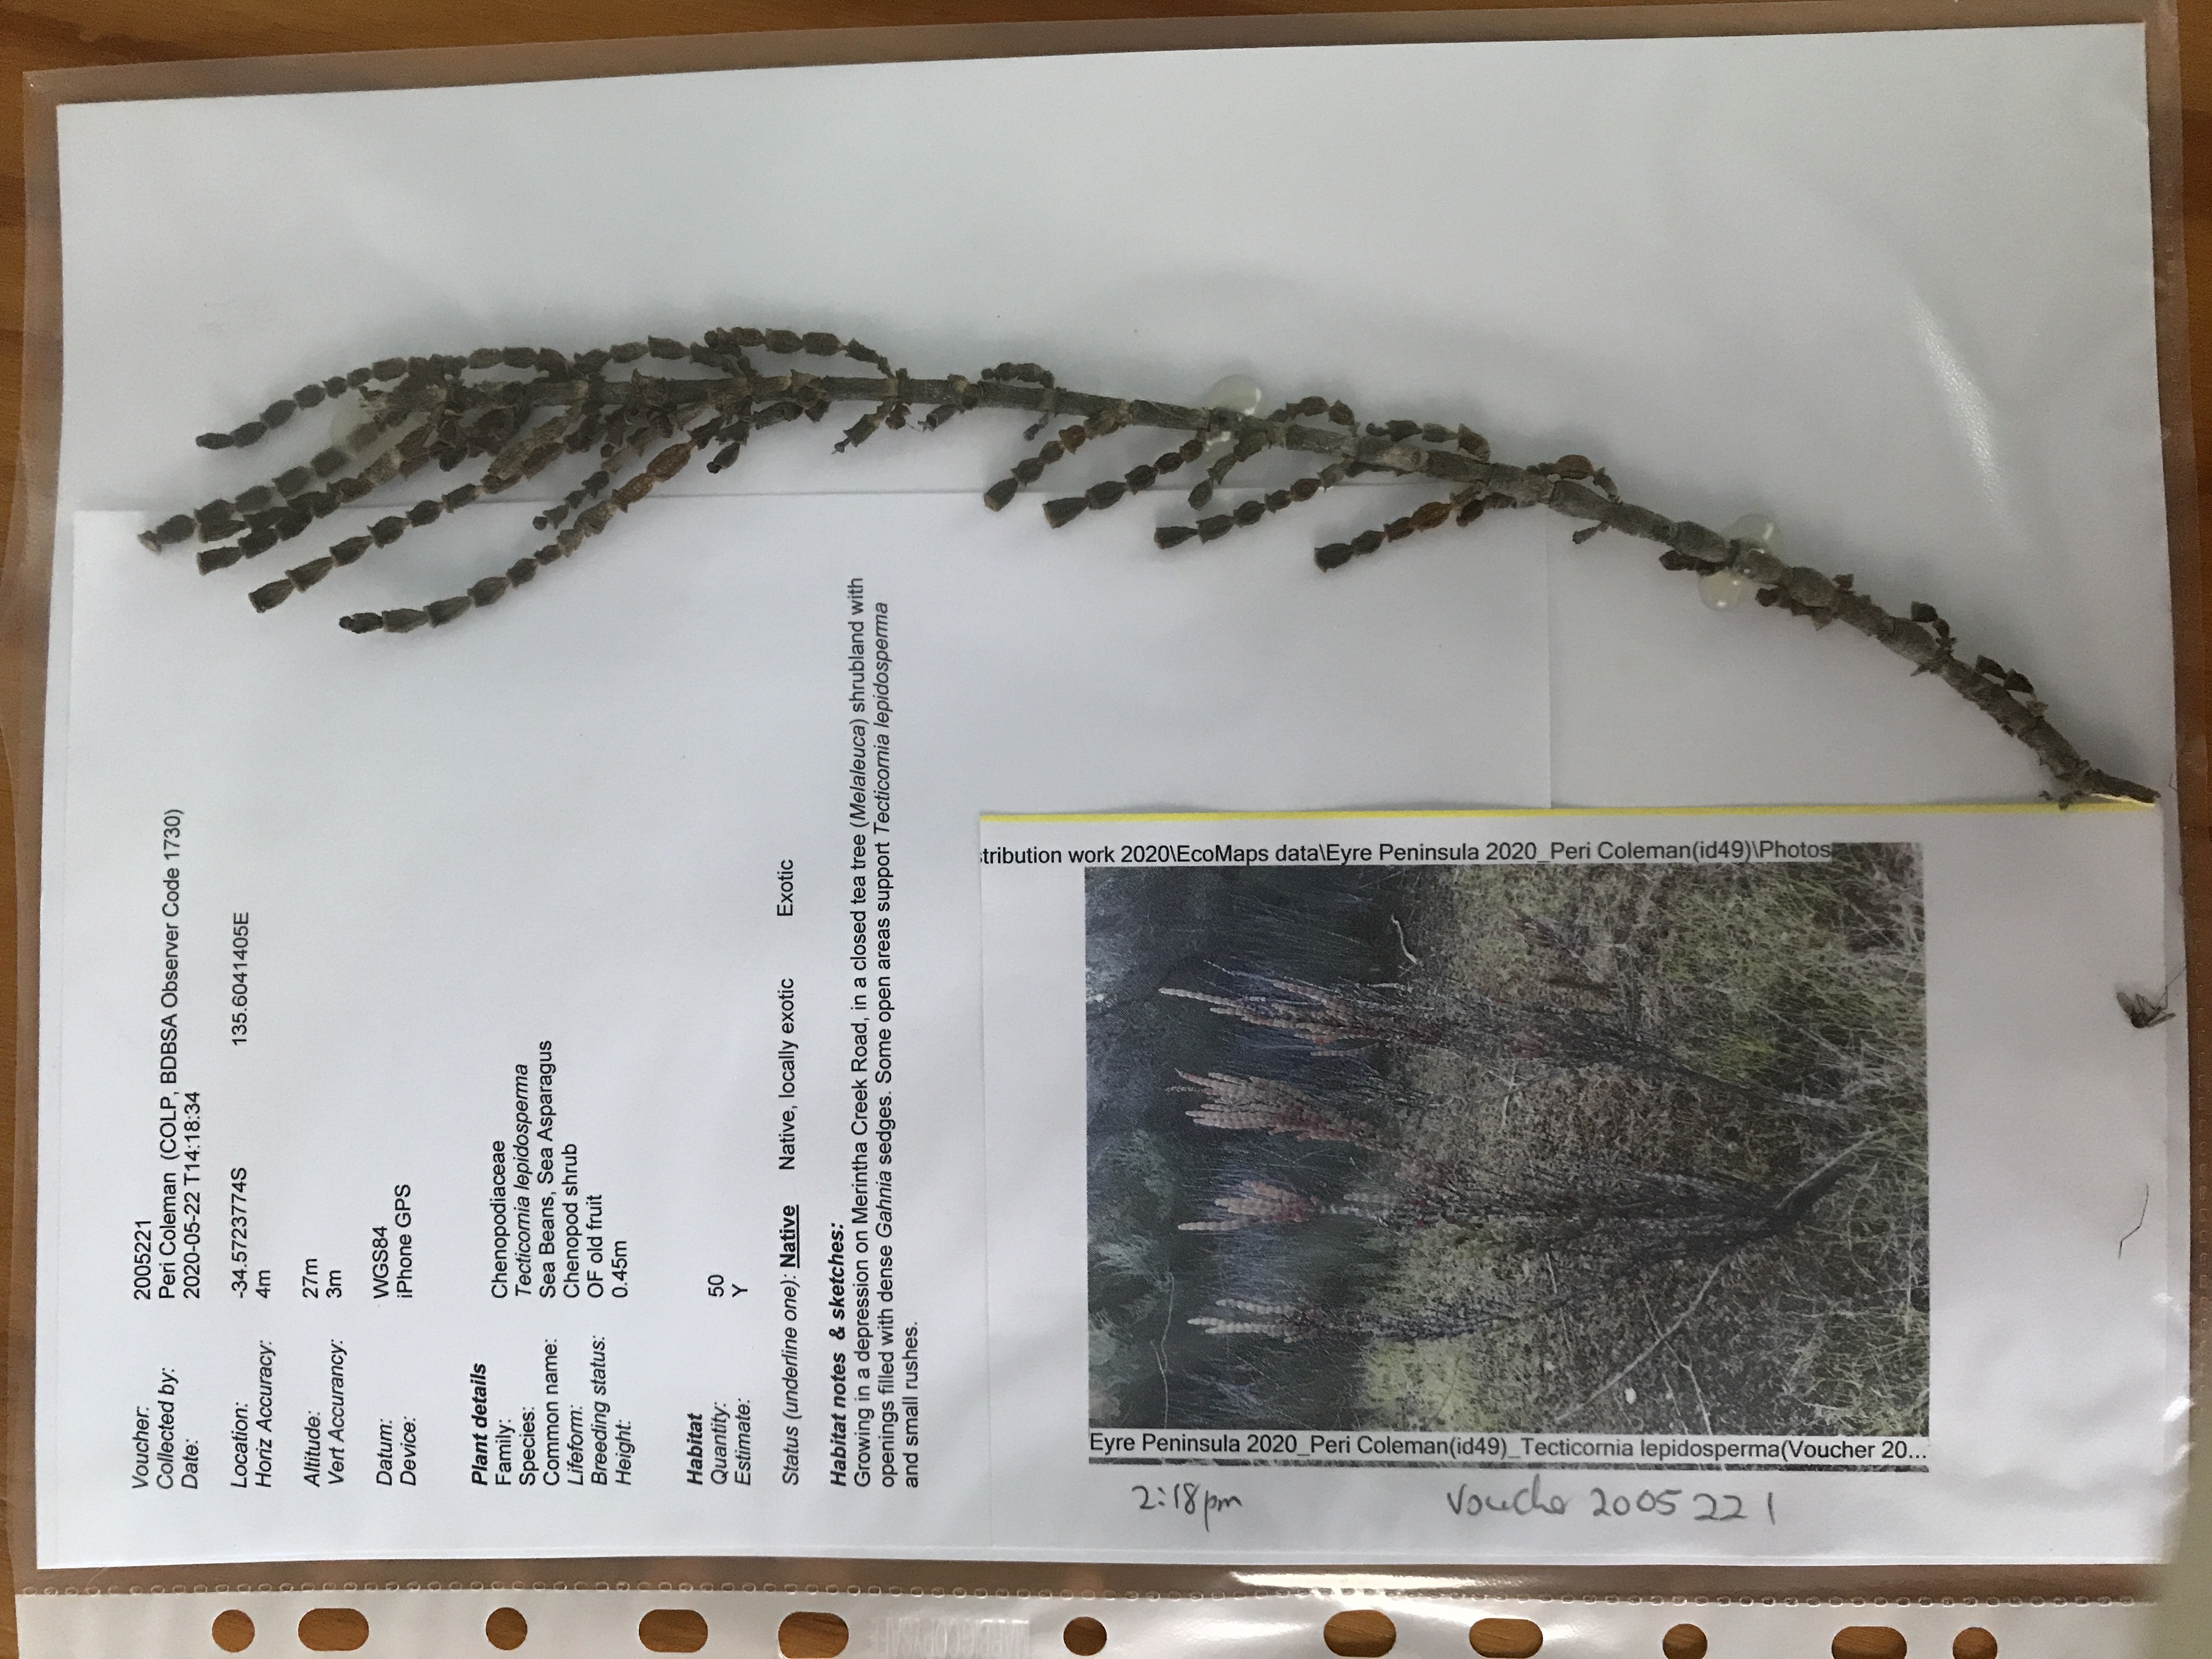 Voucher: 2005221
Collected by: Peri Coleman (COLP, BDBSA Observer Code 1730)
Date: 2020-05-22 T14:18:34
Location: -34.5723774S 135.6041405E
Horiz Accuracy: 4m
Altitude: 27m
Vert Accurancy: 3m
Datum: WGS84
Device: iPhone GPS
Plant details
Family: Chenopodiaceae
Species: Tecticornia lepidosperma
Common name: Sea Beans, Sea Asparagus
Lifeform: Chenopod shrub
Breeding status: OF old fruit
Height: 0.45m
Habitat
Quantity: 50
Estimate: Y
Status (underline one): Native Native, locally exotic Exotic
Habitat notes & sketches:
Growing in a depression on Merintha Creek Road, in a closed tea tree (Melaleuca) shrubland with
openings filled with dense Gahnia sedges. Some open areas support Tecticornia lepidosperma
and small rushes.
tribution work 2020\EcoMaps data\Eyre Peninsula 2020_Peri Coleman(id49)\Photos
Eyre Peninsula 2020_Peri Coleman(id49)_Tecticornia lepidosperma(Voucher 20...
2:18pm Voucher 2005221